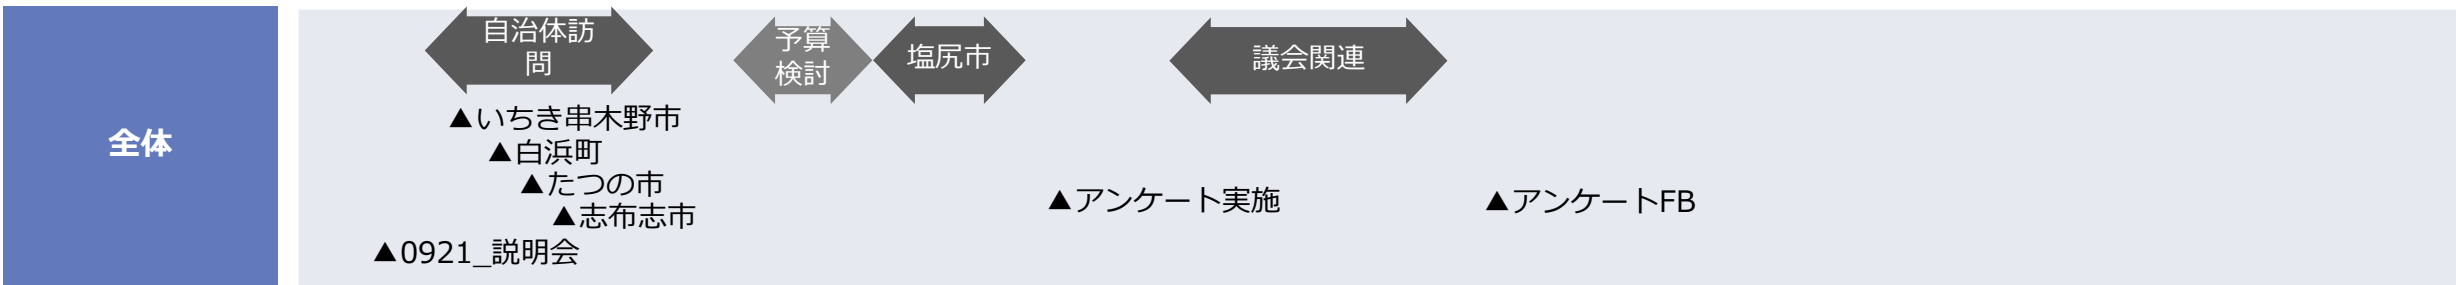 全体
自治体訪
問
予算
検討
塩尻市
議会関連
▲いちき串木野市
▲白浜町
▲たつの市
▲志布志市
▲0921_説明会
▲アンケート実施
▲アンケートFB